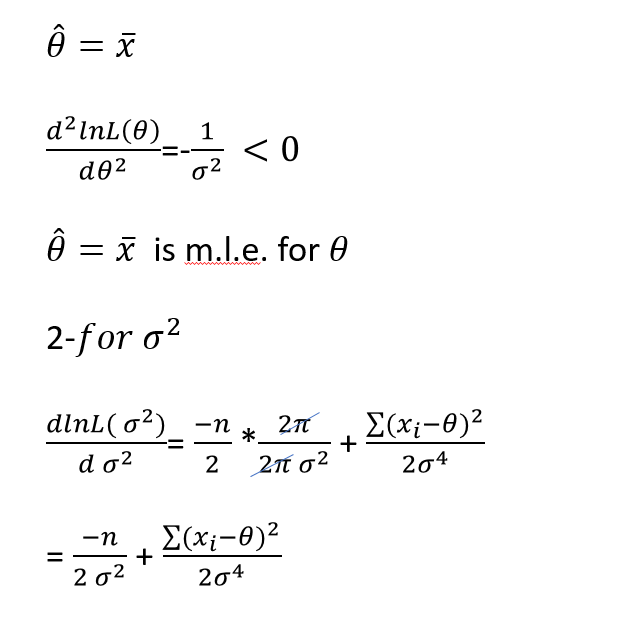 θ̂ = x̄
d²lnL(θ)/dθ² =- 1/σ² < 0
θ̂ = x̄ is m.l.e. for θ
2-for σ²
dlnL( σ²)/d σ² = -n/2 * 2π/2π σ² + ∑(xᵢ-θ)²/2σ⁴
= -n/2 σ² + ∑(xᵢ-θ)²/2σ⁴